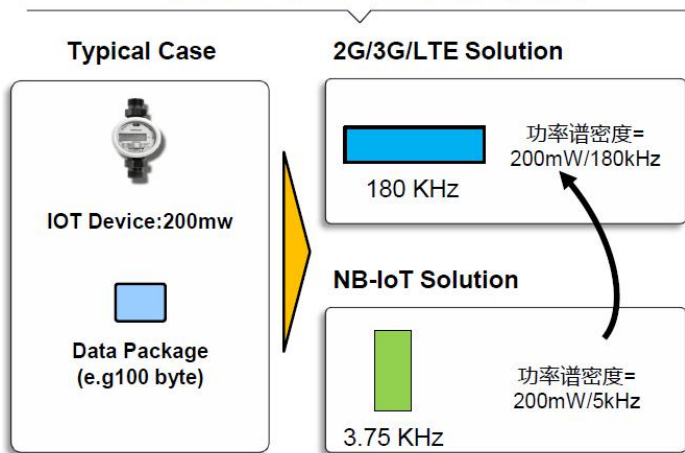 Typical Case
IOT Device:200mw
Data Package
(e.g100 byte)
2G/3G/LTE Solution
180 KHz
功率谱密度=
200mW/180kHz
NB-IoT Solution
3.75 KHz
功率谱密度=
200mW/5kHz